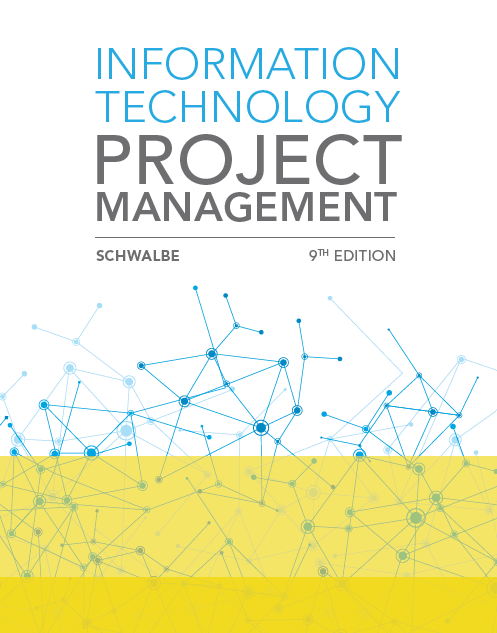 INFORMATION
TECHNOLOGY
PROJECT
MANAGEMENT
SCHWALBE 9TH EDITION